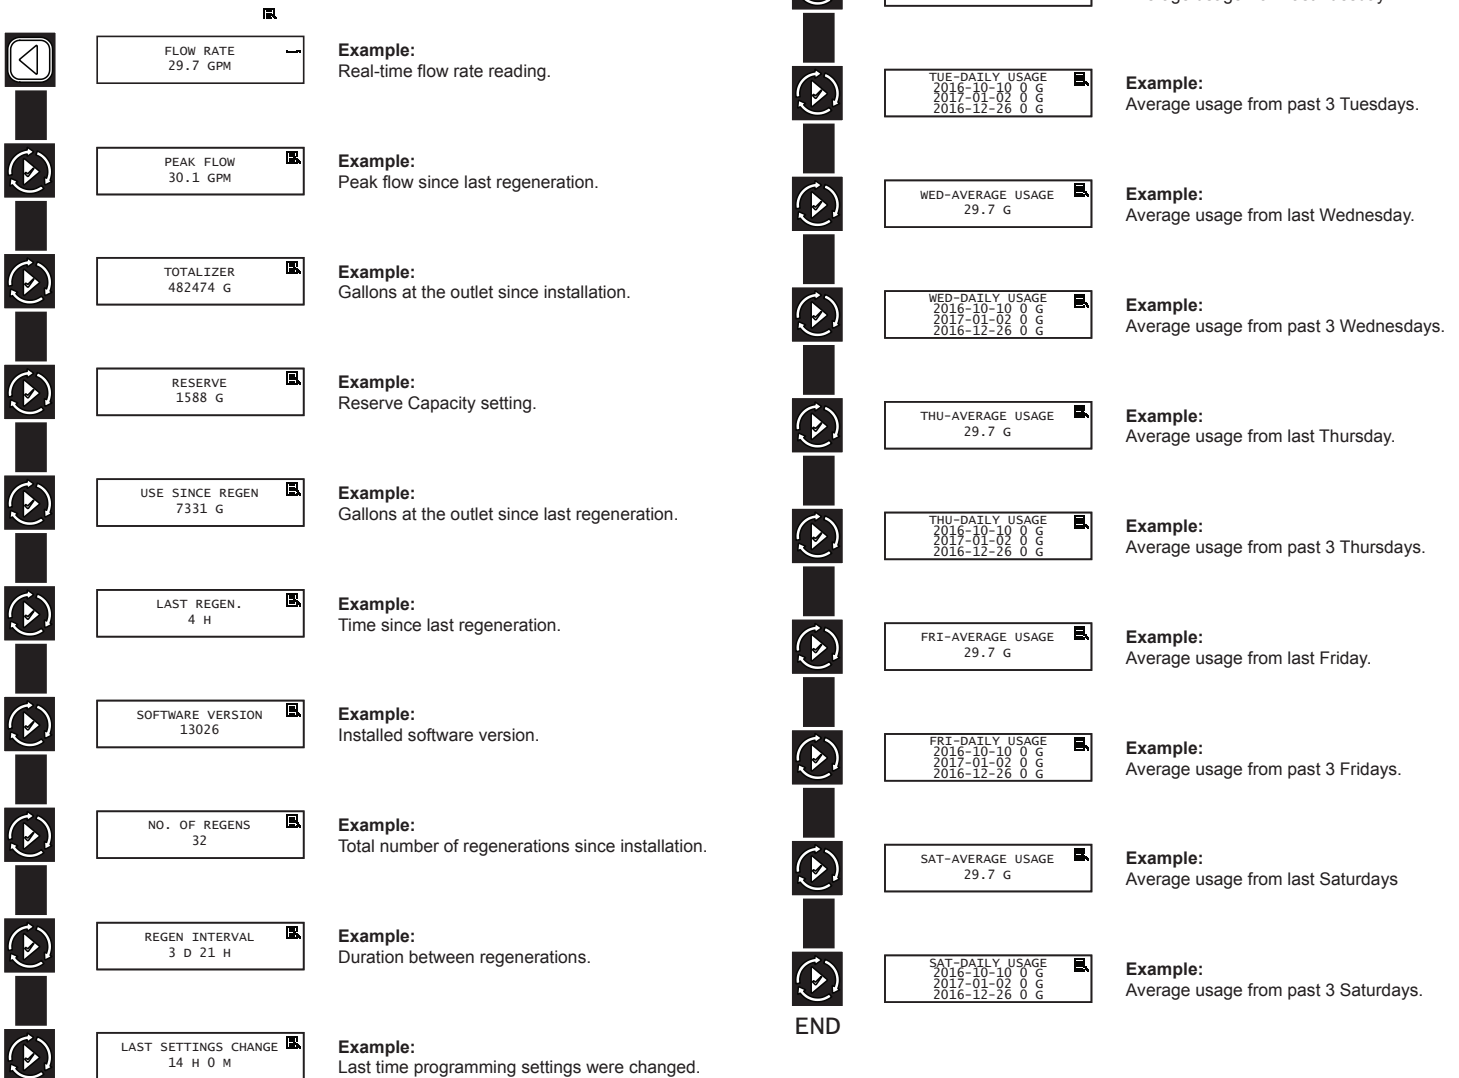 FLOW RATE
29.7 GPM
Example:
Real-time flow rate reading.
PEAK FLOW
30.1 GPM
Example:
Peak flow since last regeneration.
TOTALIZER
482474 G
Example:
Gallons at the outlet since installation.
RESERVE
1588 G
Example:
Reserve Capacity setting.
USE SINCE REGEN
7331 G
Example:
Gallons at the outlet since last regeneration.
LAST REGEN.
4 H
Example:
Time since last regeneration.
SOFTWARE VERSION
13026
Example:
Installed software version.
NO. OF REGENS
32
Example:
Total number of regenerations since installation.
REGEN INTERVAL
3 D 21 H
Example:
Duration between regenerations.
LAST SETTINGS CHANGE
14 H 0 M
Example:
Last time programming settings were changed.
TUE-DAILY USAGE
2016-10-10 0 G
2017-01-02 0 G
2016-12-26 0 G
Example:
Average usage from past 3 Tuesdays.
WED-AVERAGE USAGE
29.7 G
Example:
Average usage from last Wednesday.
WED-DAILY USAGE
2016-10-10 0 G
2017-01-02 0 G
2016-12-26 0 G
Example:
Average usage from past 3 Wednesdays.
THU-AVERAGE USAGE
29.7 G
Example:
Average usage from last Thursday.
THU-DAILY USAGE
2016-10-10 0 G
2017-01-02 0 G
2016-12-26 0 G
Example:
Average usage from past 3 Thursdays.
FRI-AVERAGE USAGE
29.7 G
Example:
Average usage from last Friday.
FRI-DAILY USAGE
2016-10-10 0 G
2017-01-02 0 G
2016-12-26 0 G
Example:
Average usage from past 3 Fridays.
SAT-AVERAGE USAGE
29.7 G
Example:
Average usage from last Saturdays
SAT-DAILY USAGE
2016-10-10 0 G
2017-01-02 0 G
2016-12-26 0 G
Example:
Average usage from past 3 Saturdays.
END